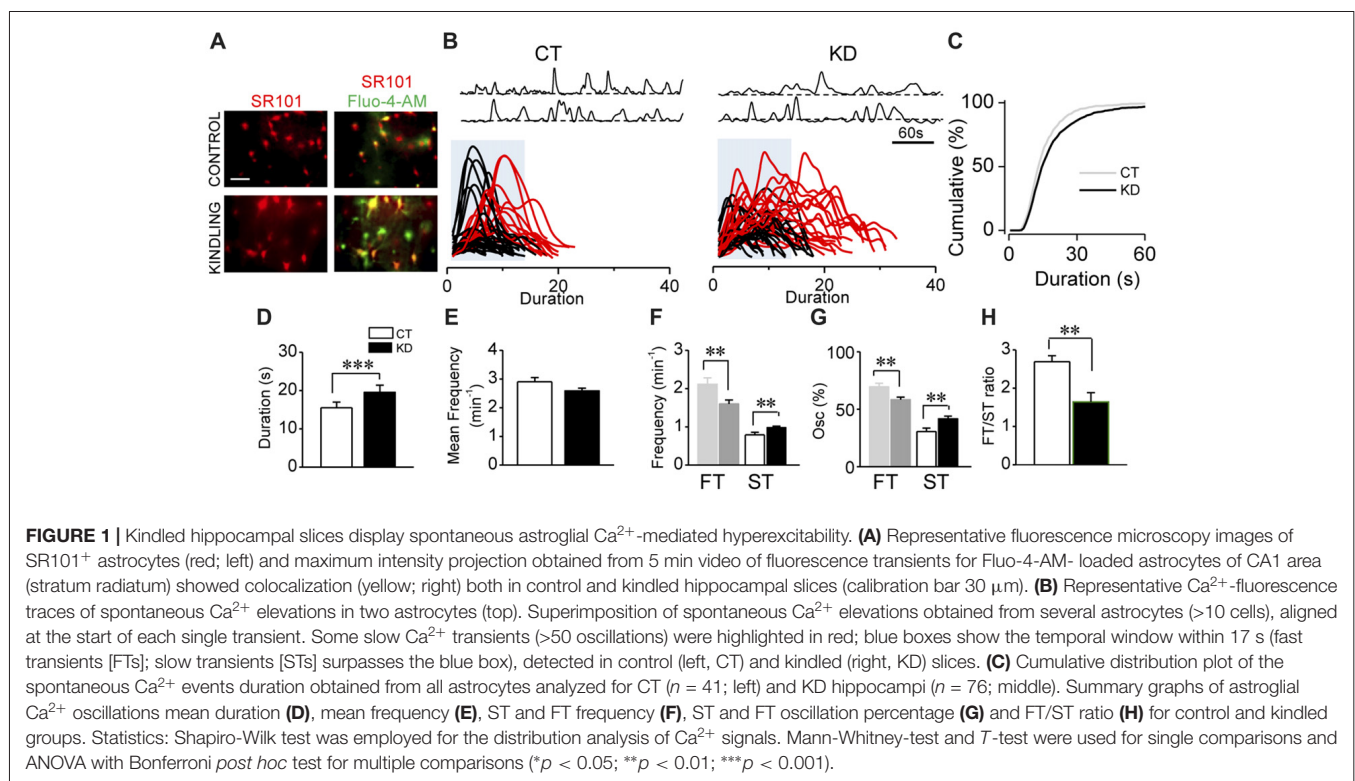 A
B
C
CT
KD
SR101
SR101
Fluo-4-AM
CONTROL
KINDLING
60s
0
20
40
Duration
0
20
40
Duration
100
50
0
Cumulative (%)
CT
KD
0
30
60
Duration (s)
D
E
F
G
H
CT
KD
30
20
10
0
Duration (s)
***
4
3
2
1
0
Mean Frequency
(min⁻¹)
3
2
1
0
Frequency (min⁻¹)
**
**
FT
ST
100
50
0
Osc (%)
**
**
FT
ST
3
2
1
0
FT/ST ratio
**
FIGURE 1 | Kindled hippocampal slices display spontaneous astroglial Ca²⁺-mediated hyperexcitability. (A) Representative fluorescence microscopy images of
SR101⁺ astrocytes (red; left) and maximum intensity projection obtained from 5 min video of fluorescence transients for Fluo-4-AM- loaded astrocytes of CA1 area
(stratum radiatum) showed colocalization (yellow; right) both in control and kindled hippocampal slices (calibration bar 30 μm). (B) Representative Ca²⁺-fluorescence
traces of spontaneous Ca²⁺ elevations in two astrocytes (top). Superimposition of spontaneous Ca²⁺ elevations obtained from several astrocytes (>10 cells), aligned
at the start of each single transient. Some slow Ca²⁺ transients (>50 oscillations) were highlighted in red; blue boxes show the temporal window within 17 s (fast
transients [FTs]; slow transients [STs] surpasses the blue box), detected in control (left, CT) and kindled (right, KD) slices. (C) Cumulative distribution plot of the
spontaneous Ca²⁺ events duration obtained from all astrocytes analyzed for CT (n = 41; left) and KD hippocampi (n = 76; middle). Summary graphs of astroglial
Ca²⁺ oscillations mean duration (D), mean frequency (E), ST and FT frequency (F), ST and FT oscillation percentage (G) and FT/ST ratio (H) for control and kindled
groups. Statistics: Shapiro-Wilk test was employed for the distribution analysis of Ca²⁺ signals. Mann-Whitney-test and T-test were used for single comparisons and
ANOVA with Bonferroni post hoc test for multiple comparisons (*p < 0.05; **p < 0.01; ***p < 0.001).